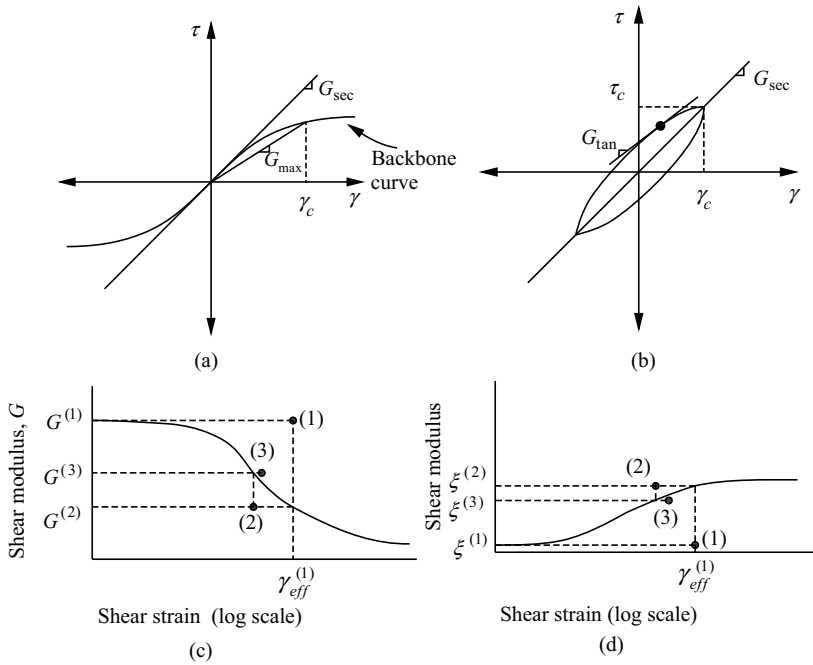 τ
G_sec
G_max
Backbone
curve
γ_c
γ
(a)
τ
τ_c
G_sec
G_tan
γ_c
γ
(b)
Shear modulus, G
G^(1)
G^(3)
G^(2)
(1)
(3)
(2)
γ_eff^(1)
Shear strain (log scale)
(c)
Shear modulus
ξ^(2)
ξ^(3)
ξ^(1)
(2)
(3)
(1)
γ_eff^(1)
Shear strain (log scale)
(d)